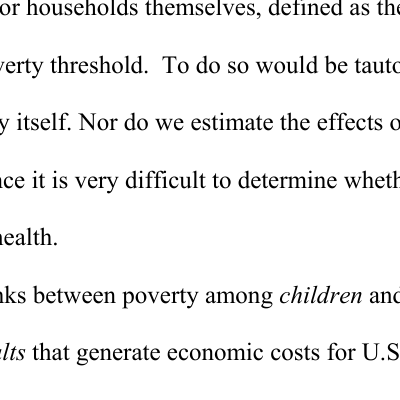 or households themselves, defined as the
verty threshold.  To do so would be tauto
y itself. Nor do we estimate the effects o
nce it is very difficult to determine wheth
health.
nks between poverty among children and
lts that generate economic costs for U.S